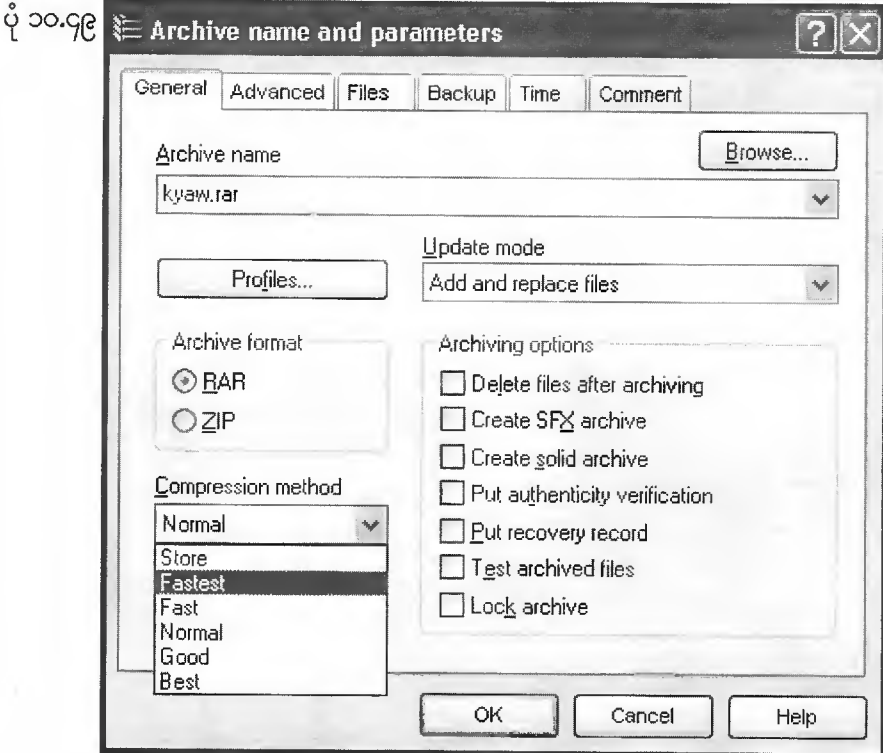 ပုံ ၁၀.၄၉
Archive name and parameters
General Advanced Files Backup Time Comment
Archive name
Browse...
kyaw.rar
Update mode
Profiles...
Add and replace files
Archive format
RAR
ZIP
Archiving options
Delete files after archiving
Create SFX archive
Create solid archive
Put authenticity verification
Put recovery record
Test archived files
Lock archive
Compression method
Normal
Store
Fastest
Fast
Normal
Good
Best
OK Cancel Help